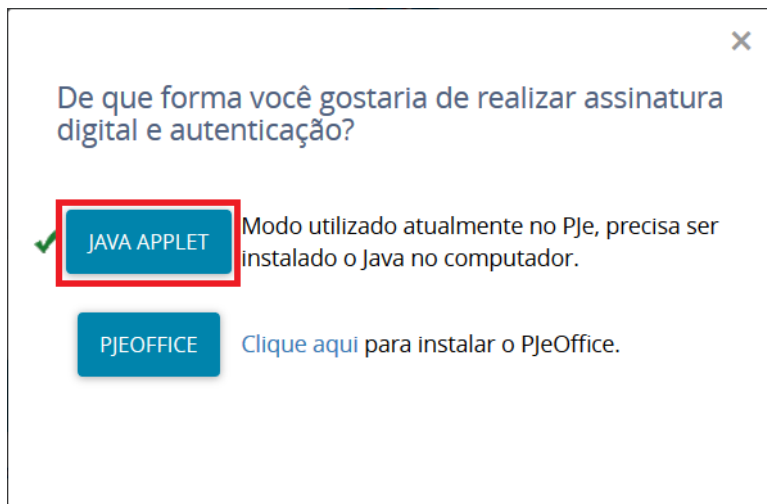 ×
De que forma você gostaria de realizar assinatura
digital e autenticação?
JAVA APPLET
Modo utilizado atualmente no PJe, precisa ser
instalado o Java no computador.
PJEOFFICE
Clique aqui para instalar o PJeOffice.